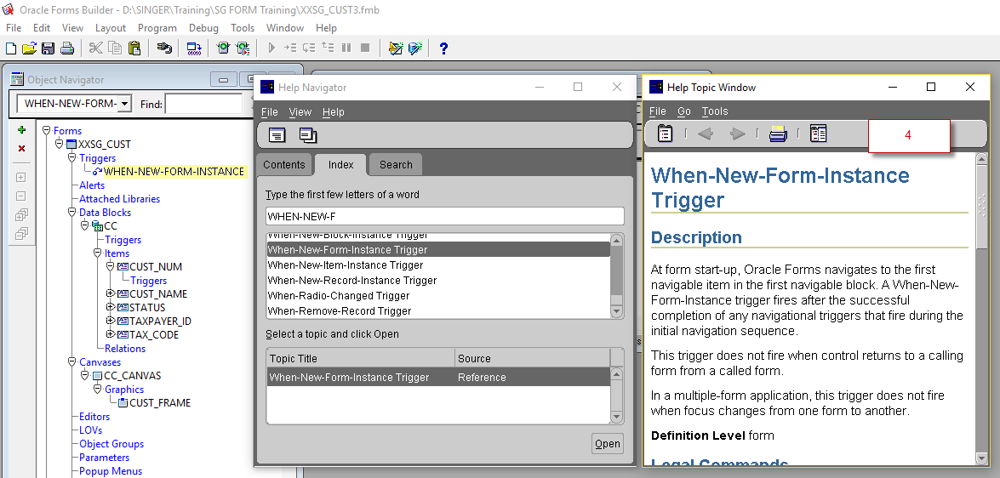 Oracle Forms Builder - D:\SINGER\Training\SG FORM Training\XXSG_CUST3.fmb
File Edit View Layout Program Debug Tools Window Help
Object Navigator
WHEN-NEW-FORM- Find:
Forms
XXSG_CUST
Triggers
WHEN-NEW-FORM-INSTANCE
Alerts
Attached Libraries
Data Blocks
CC
Triggers
Items
CUST_NUM
Triggers
CUST_NAME
STATUS
TAXPAYER_ID
TAX_CODE
Relations
Canvases
CC_CANVAS
Graphics
CUST_FRAME
Editors
LOVs
Object Groups
Parameters
Popup Menus
Help Navigator
File View Help
Contents Index Search
Type the first few letters of a word
WHEN-NEW-F
When-New-Block-Instance Trigger
When-New-Form-Instance Trigger
When-New-Item-Instance Trigger
When-New-Record-Instance Trigger
When-Radio-Changed Trigger
When-Remove-Record Trigger
Select a topic and click Open
Topic Title Source
When-New-Form-Instance Trigger Reference
Open
Help Topic Window
File Go Tools
4
When-New-Form-Instance
Trigger
Description
At form start-up, Oracle Forms navigates to the first
navigable item in the first navigable block. A When-New-
Form-Instance trigger fires after the successful
completion of any navigational triggers that fire during the
initial navigation sequence.
This trigger does not fire when control returns to a calling
form from a called form.
In a multiple-form application, this trigger does not fire
when focus changes from one form to another.
Definition Level form
Legal Commands